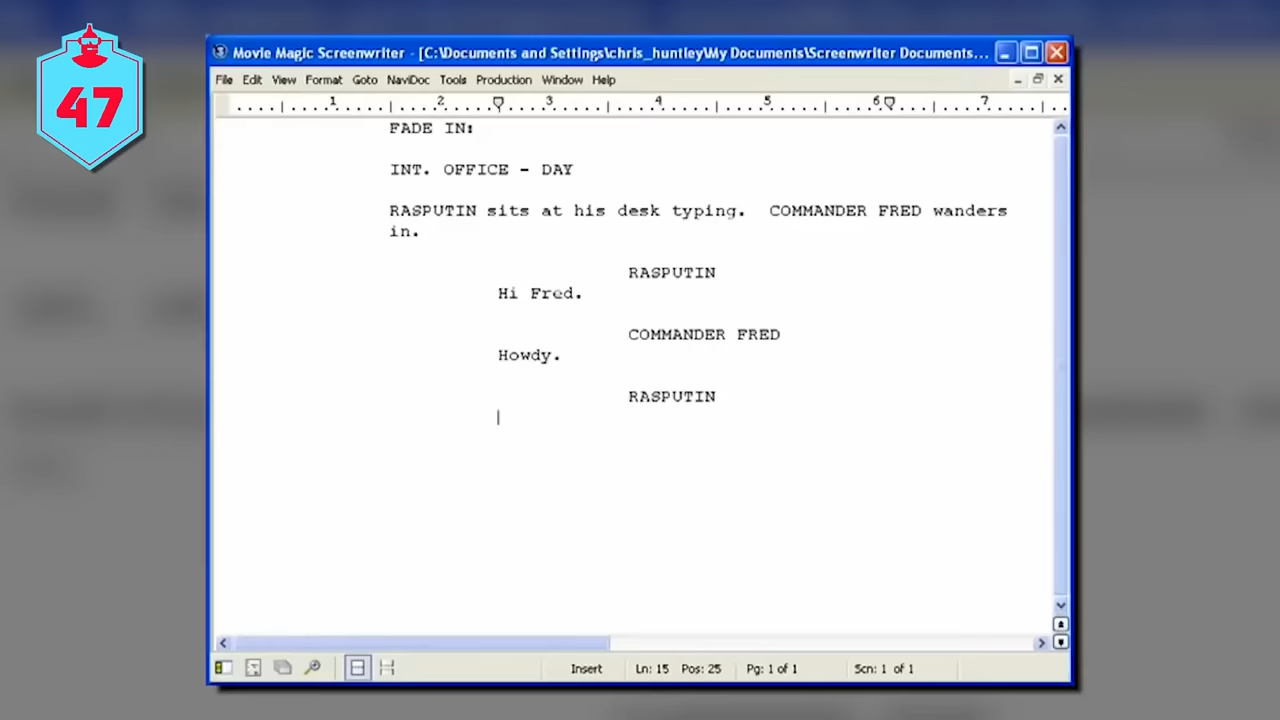 47
Movie Magic Screenwriter - [C:\Documents and Settings\chris_huntley\My Documents\Screenwriter Documents...
File Edit View Format Goto NaviDoc Tools Production Window Help
1 2 3 4 5 6 7
FADE IN:
INT. OFFICE - DAY
RASPUTIN sits at his desk typing. COMMANDER FRED wanders
in.
RASPUTIN
Hi Fred.
COMMANDER FRED
Howdy.
RASPUTIN
Insert Ln: 15 Pos: 25 Pg: 1 of 1 Scn: 1 of 1